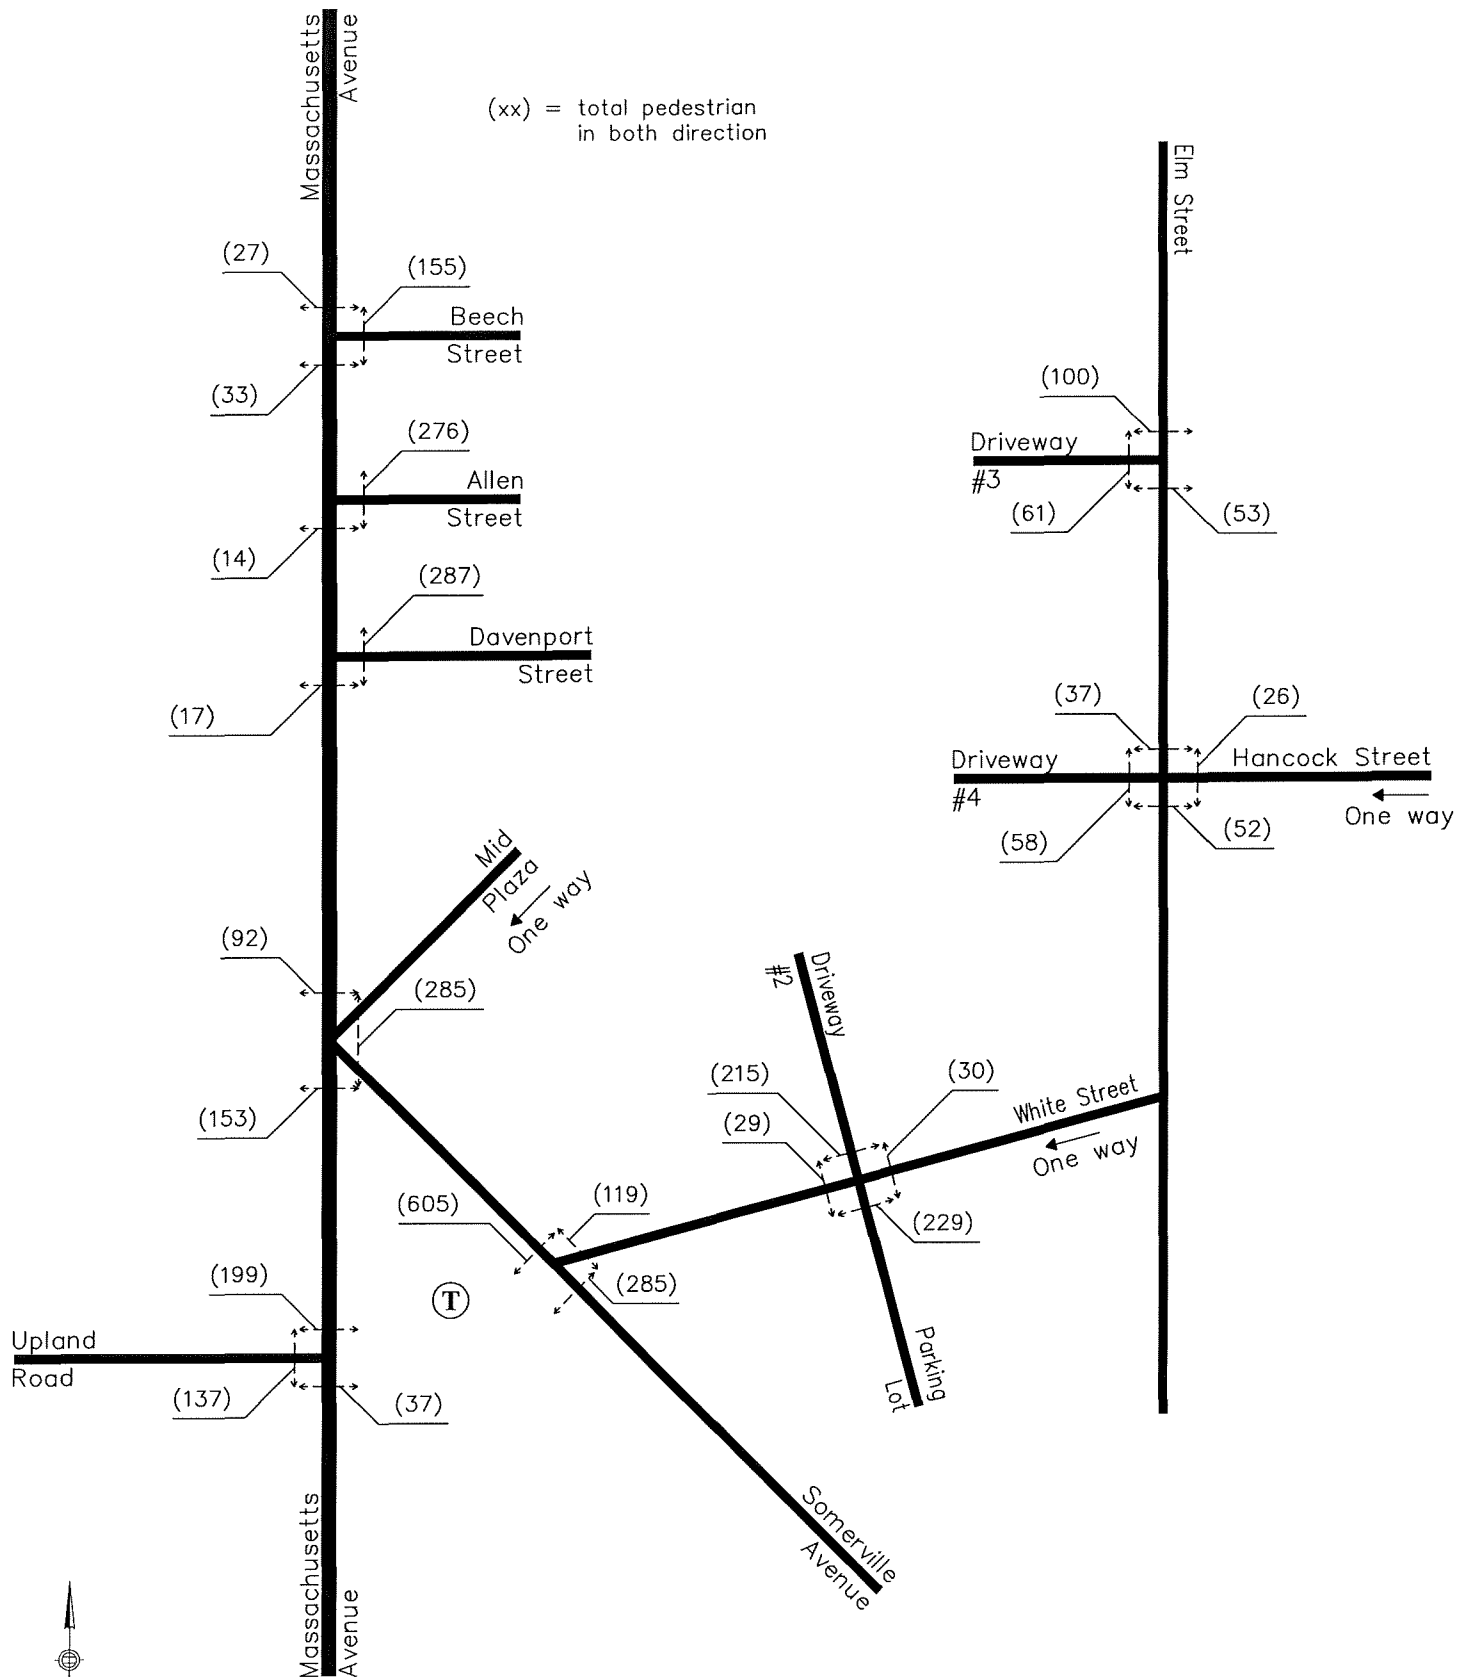 Massachusetts
Avenue
(xx) = total pedestrian
in both direction
Elm Street
(27)
(155)
Beech
Street
(33)
(100)
(276)
Driveway
#3
Allen
Street
(61)
(53)
(14)
(287)
Davenport
Street
(17)
(37)
(26)
Driveway
#4
Hancock Street
One way
(58)
(52)
Mid
Plaza
One way
(92)
(285)
Driveway
#2
(215)
(30)
(29)
White Street
One way
(153)
(605)
(119)
(229)
(285)
(199)
T
Upland
Road
(137)
(37)
Parking
Lot
Somerville
Avenue
Massachusetts
Avenue